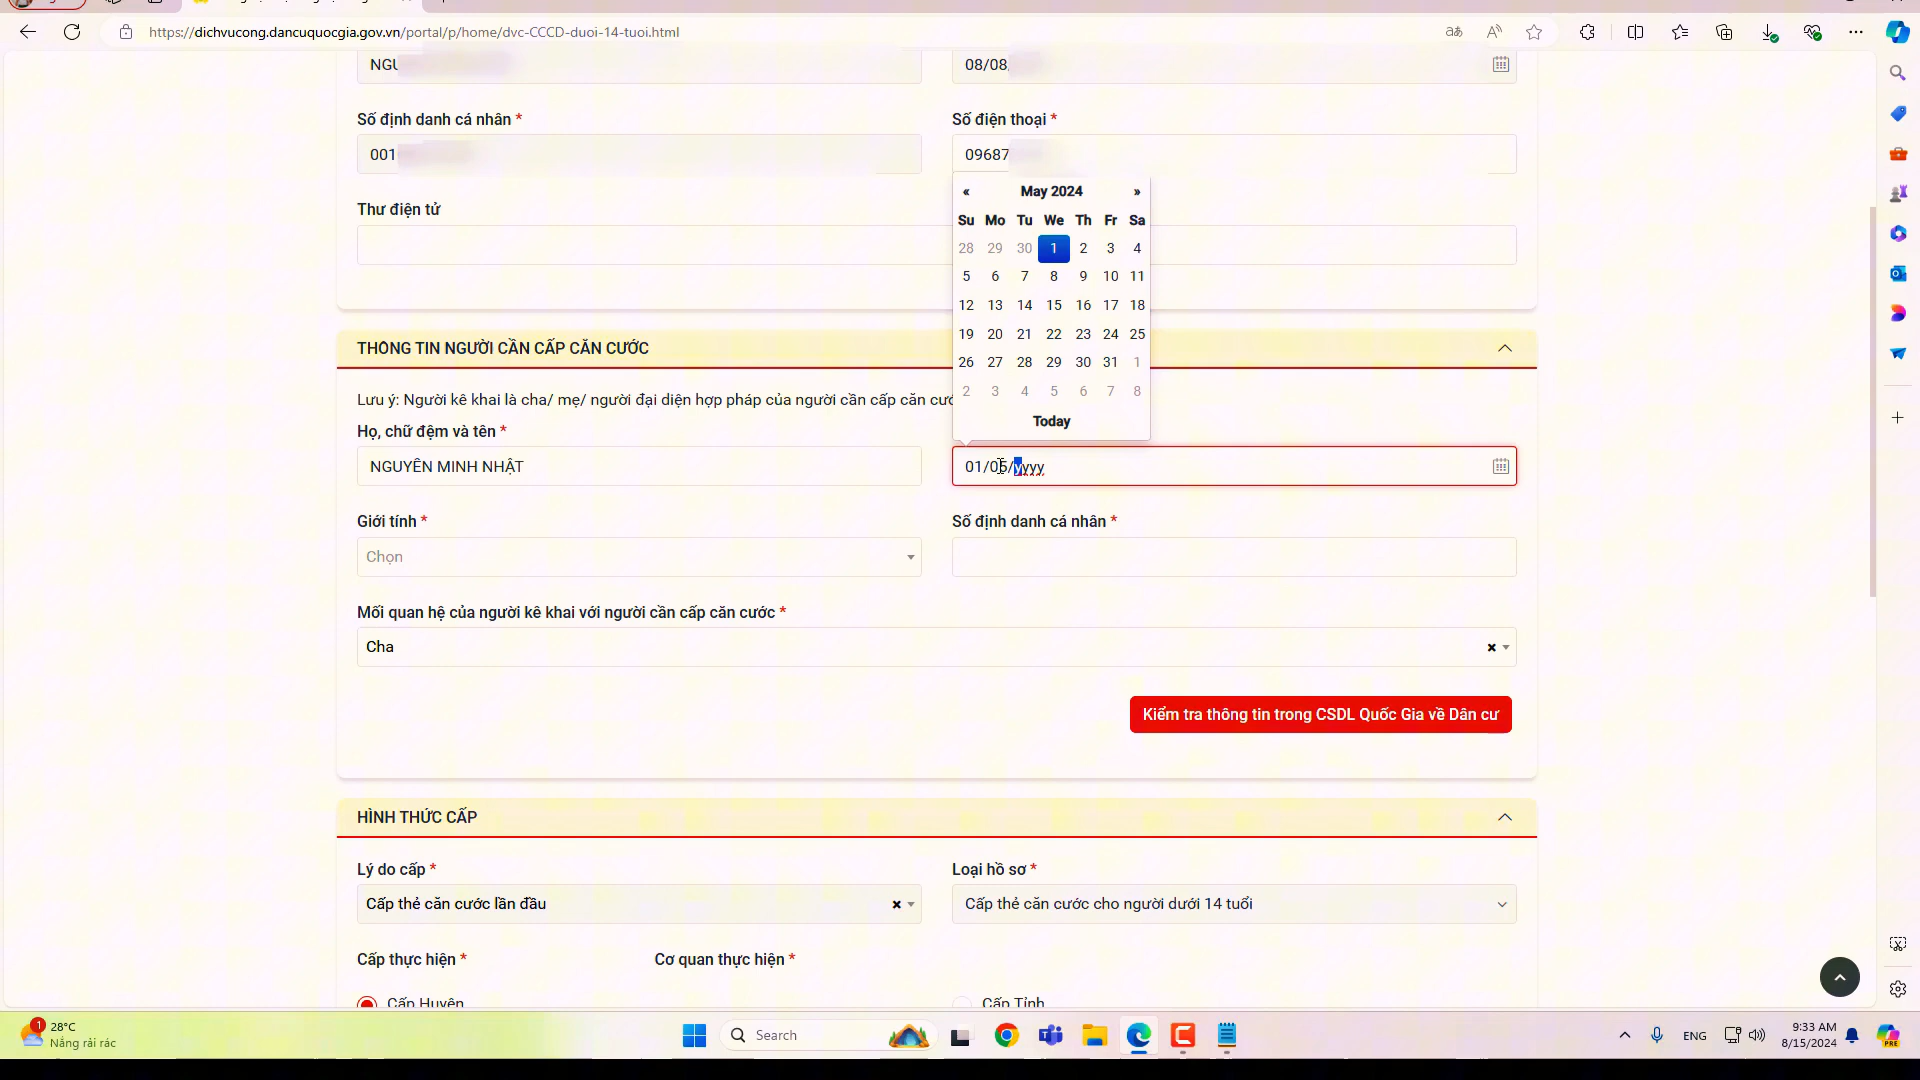 https://dichvucong.dancuquocgia.gov.vn/portal/p/home/dvc-CCCD-duoi-14-tuoi.html
08/08
Số định danh cá nhân *
Số điện thoại *
001
09687
Thư điện tử
« May 2024 »
Su Mo Tu We Th Fr Sa
28 29 30 1 2 3 4
5 6 7 8 9 10 11
12 13 14 15 16 17 18
19 20 21 22 23 24 25
26 27 28 29 30 31 1
2 3 4 5 6 7 8
Today
THÔNG TIN NGƯỜI CẦN CẤP CĂN CƯỚC
Lưu ý: Người kê khai là cha/ mẹ/ người đại diện hợp pháp của người cần cấp căn
Họ, chữ đệm và tên *
NGUYÊN MINH NHẬT
01/05/yyyy
Giới tính *
Số định danh cá nhân *
Chọn
Mối quan hệ của người kê khai với người cần cấp căn cước *
Cha
Kiểm tra thông tin trong CSDL Quốc Gia về Dân cư
HÌNH THỨC CẤP
Lý do cấp *
Loại hồ sơ *
Cấp thẻ căn cước lần đầu
Cấp thẻ căn cước cho người dưới 14 tuổi
Cấp thực hiện *
Cơ quan thực hiện *
Cấp Huyện
Cấp Tỉnh
1
28°C
Nắng rải rác
Search
ENG
9:33 AM
8/15/2024
PRE